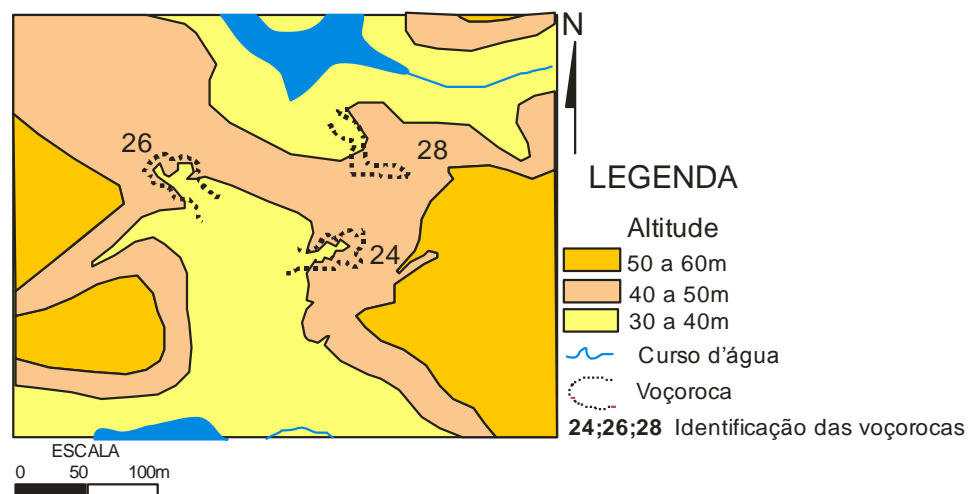 N
26
28
24
LEGENDA
Altitude
50 a 60m
40 a 50m
30 a 40m
Curso d'água
Voçoroca
24;26;28 Identificação das voçorocas
ESCALA
0 50 100m